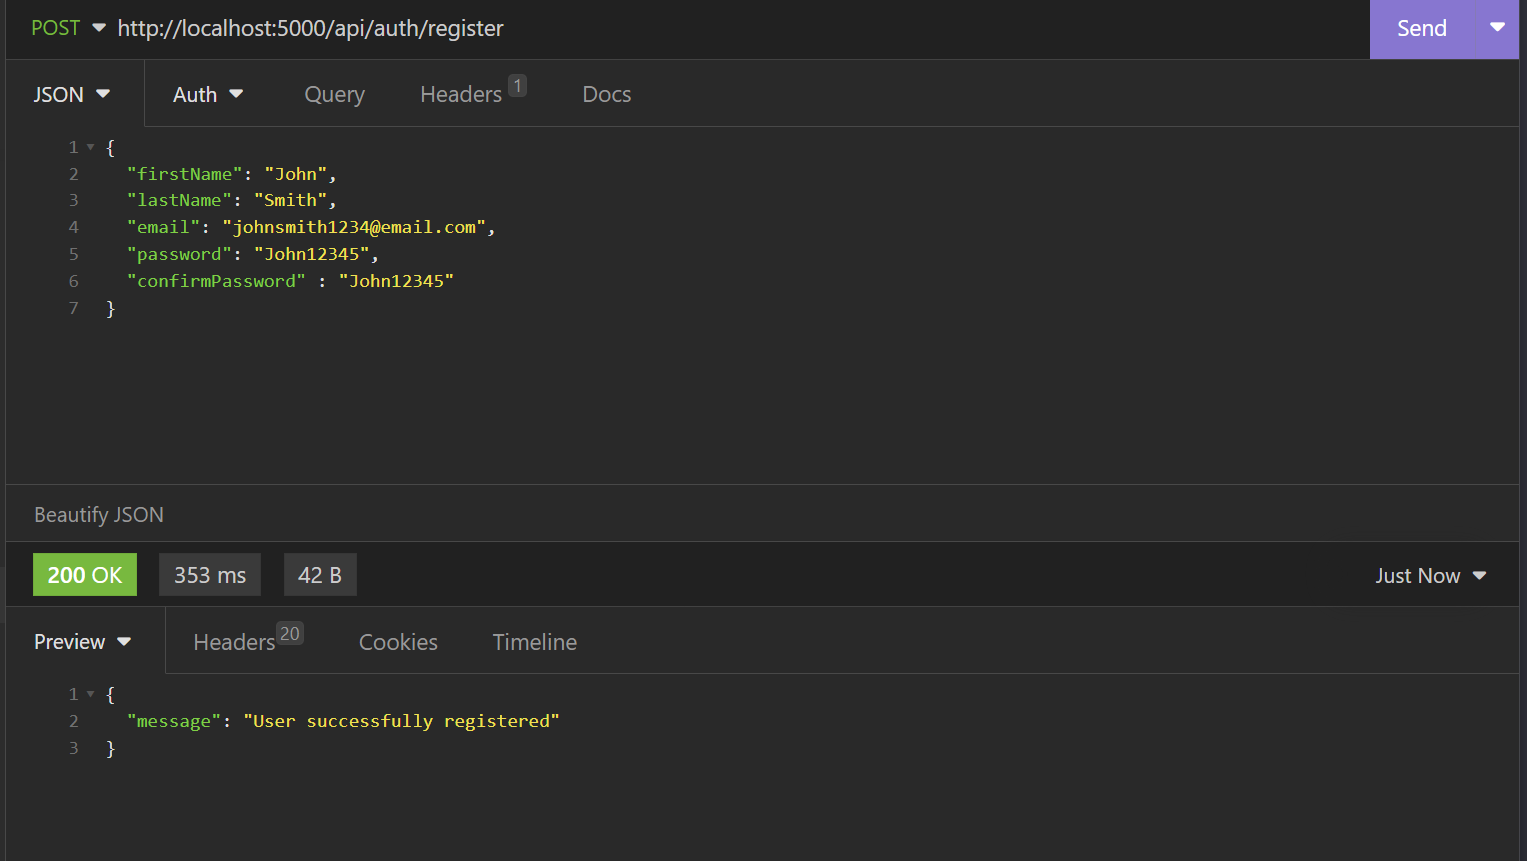 POST http://localhost:5000/api/auth/register Send
JSON Auth Query Headers 1 Docs
1 {
2 "firstName": "John",
3 "lastName": "Smith",
4 "email": "johnsmith1234@email.com",
5 "password": "John12345",
6 "confirmPassword" : "John12345"
7 }
Beautify JSON
200 OK 353 ms 42 B Just Now
Preview Headers 20 Cookies Timeline
1 {
2 "message": "User successfully registered"
3 }